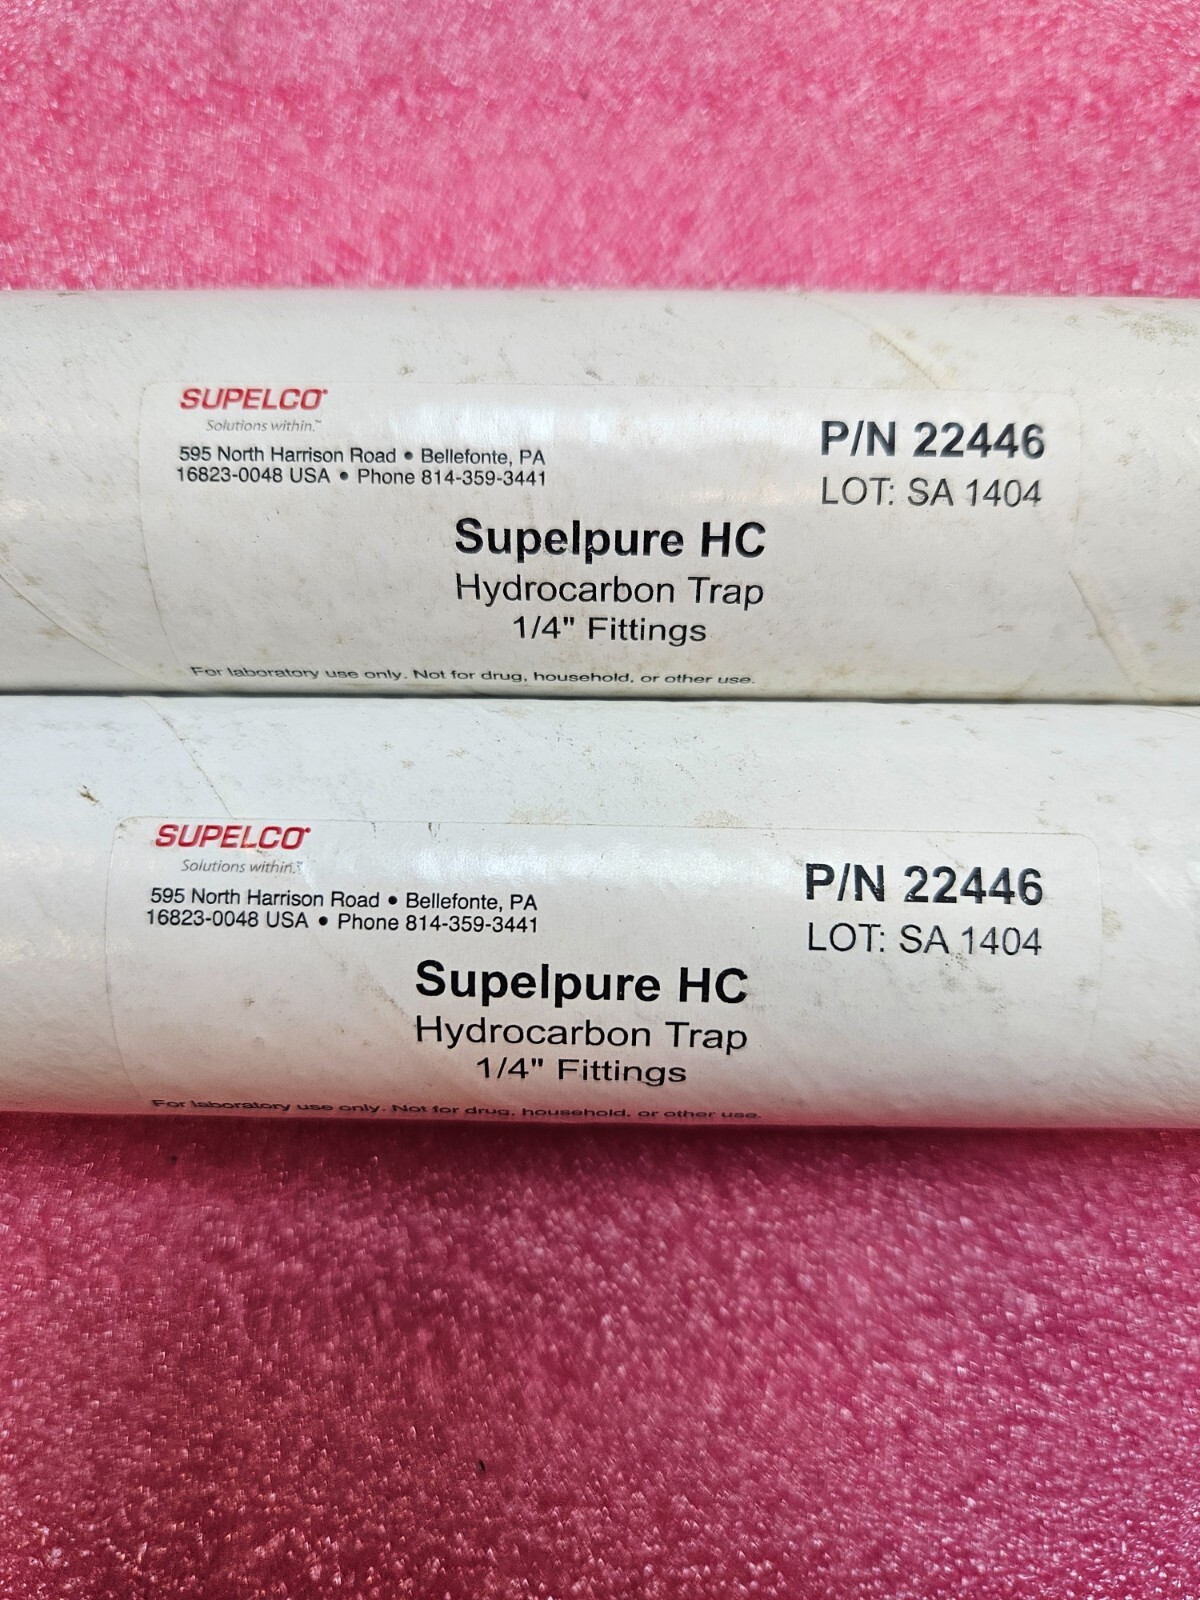 SUPELCO
Solutions within.™
595 North Harrison Road • Bellefonte, PA
16823-0048 USA • Phone 814-359-3441
P/N 22446
LOT: SA 1404
Supelpure HC
Hydrocarbon Trap
1/4" Fittings
For laboratory use only. Not for drug, household, or other use.
SUPELCO
Solutions within.™
595 North Harrison Road • Bellefonte, PA
16823-0048 USA • Phone 814-359-3441
P/N 22446
LOT: SA 1404
Supelpure HC
Hydrocarbon Trap
1/4" Fittings
For laboratory use only. Not for drug, household, or other use.